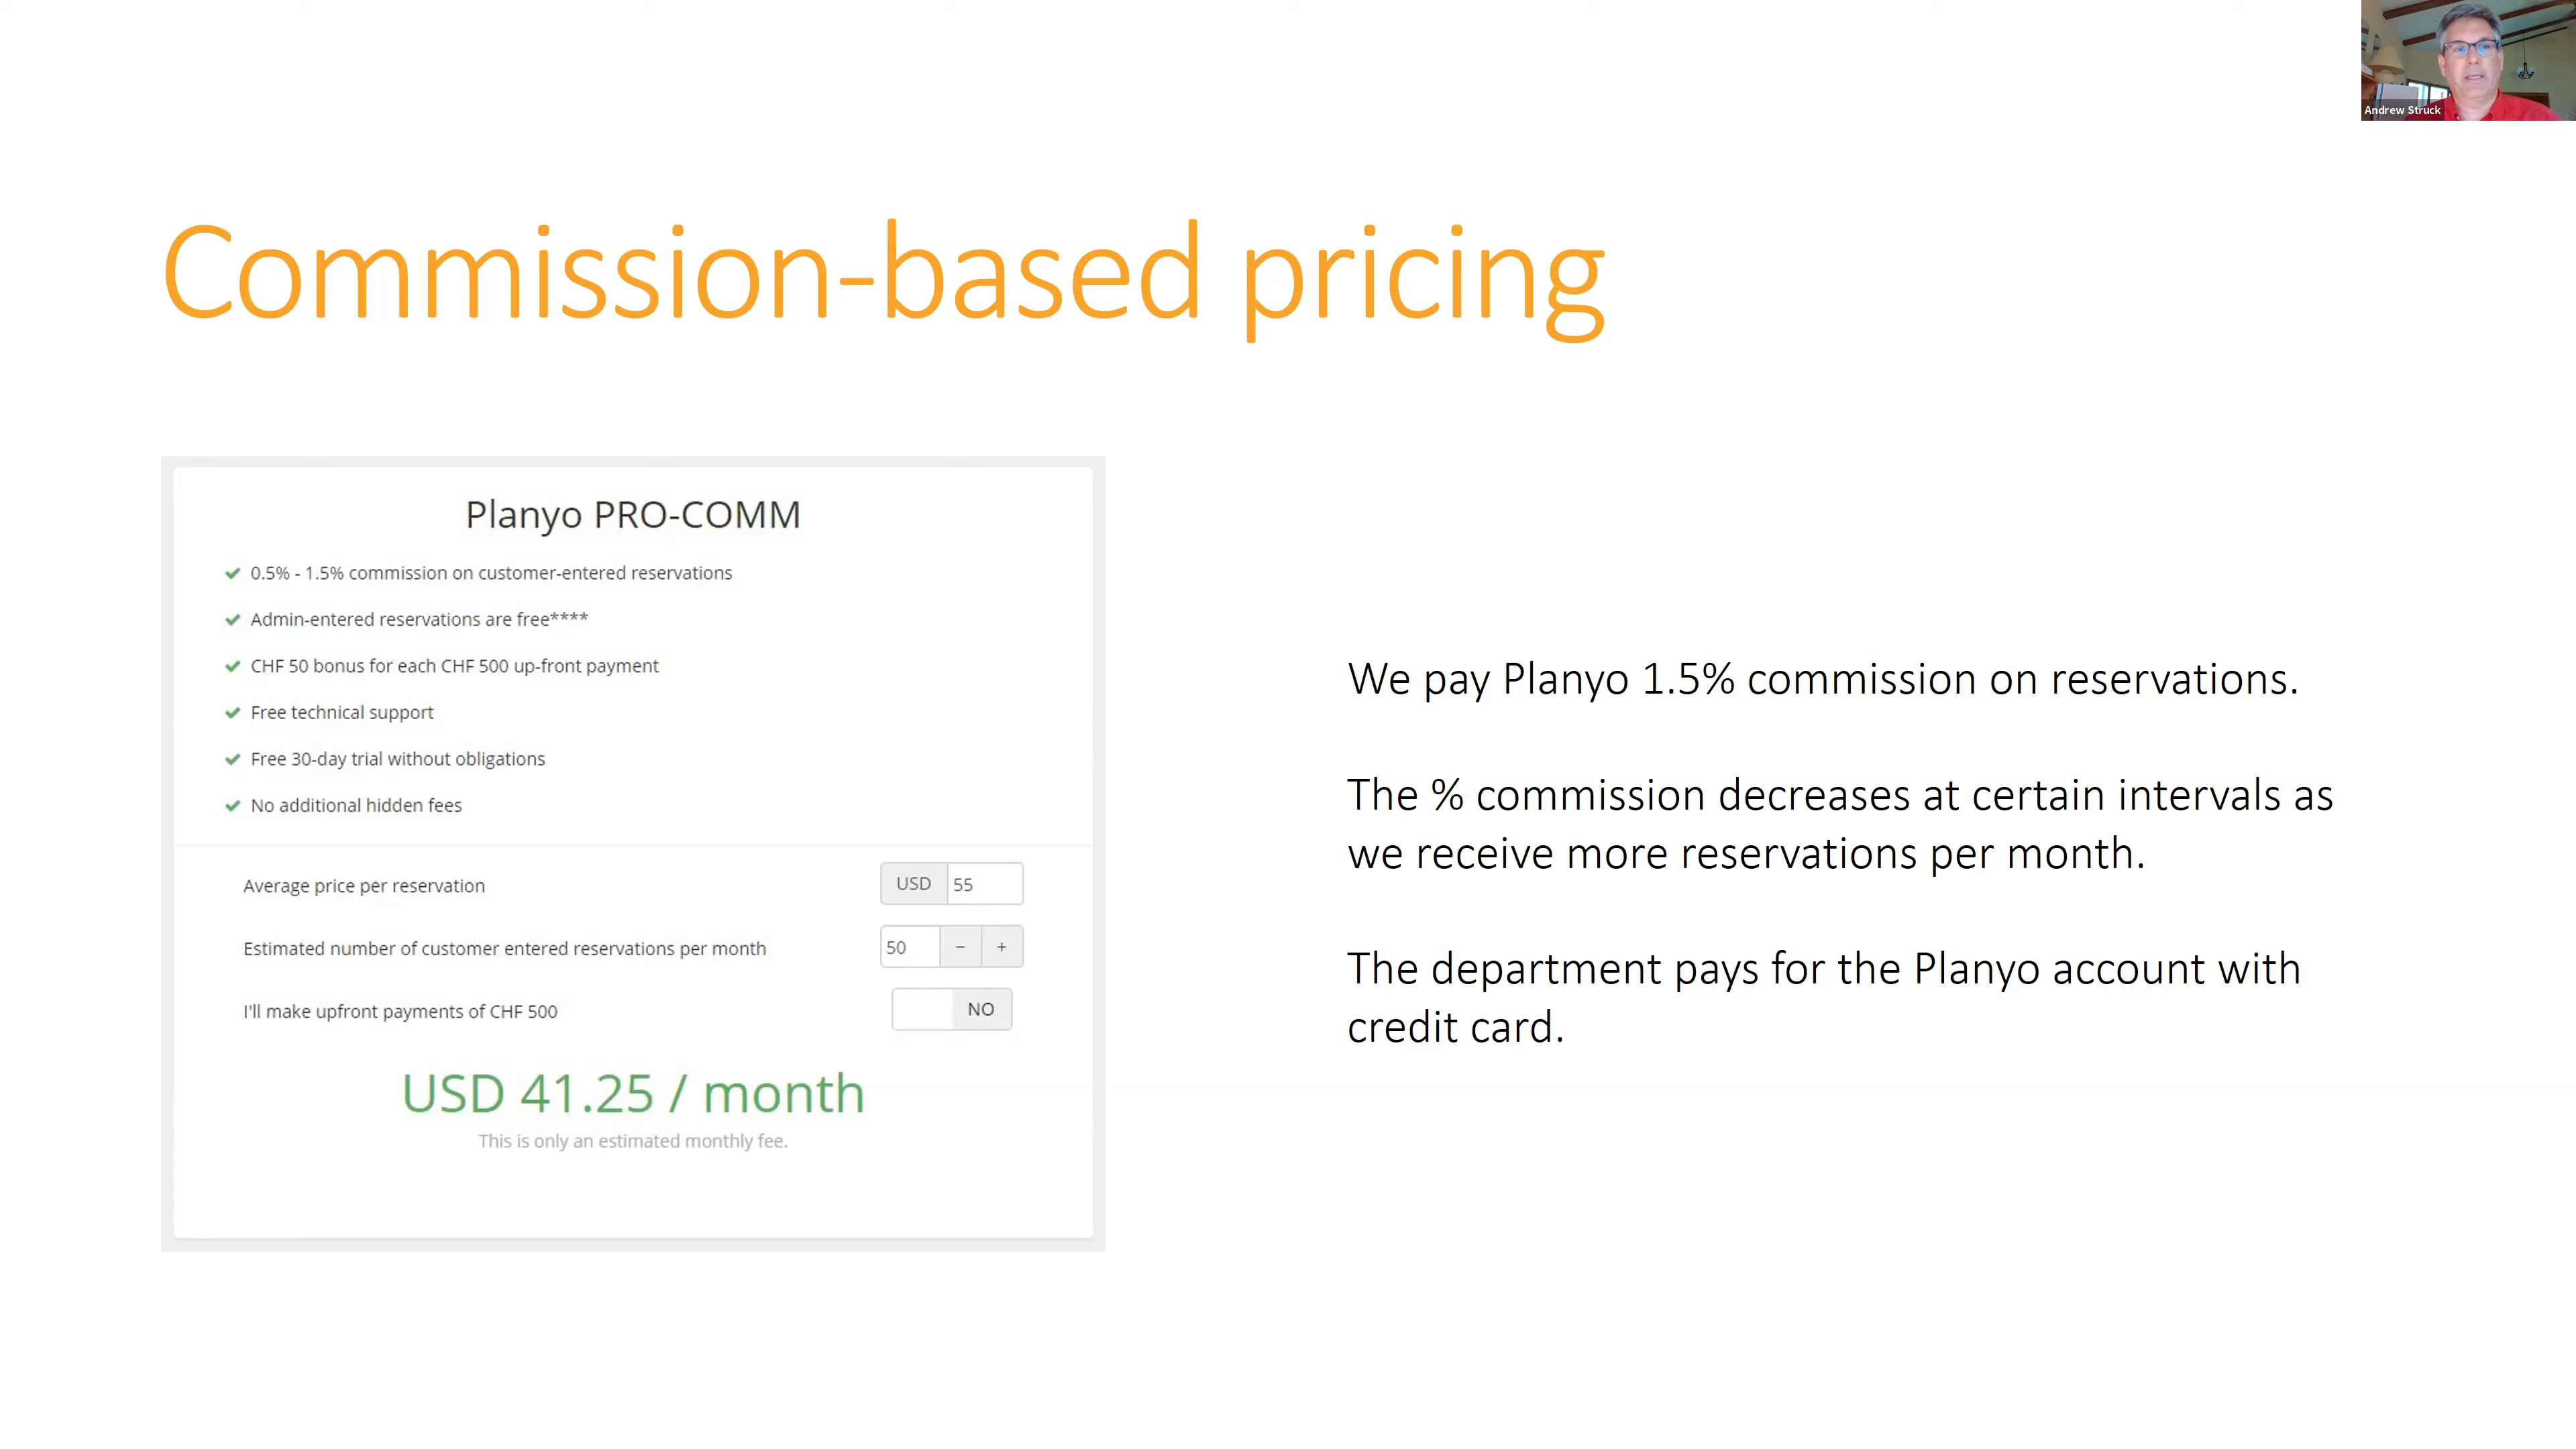 Andrew Struck
Commission-based pricing
Planyo PRO-COMM
0.5% - 1.5% commission on customer-entered reservations
Admin-entered reservations are free****
CHF 50 bonus for each CHF 500 up-front payment
Free technical support
Free 30-day trial without obligations
No additional hidden fees
Average price per reservation USD 55
Estimated number of customer entered reservations per month 50 − +
I'll make upfront payments of CHF 500 NO
USD 41.25 / month
This is only an estimated monthly fee.
We pay Planyo 1.5% commission on reservations.
The % commission decreases at certain intervals as
we receive more reservations per month.
The department pays for the Planyo account with
credit card.